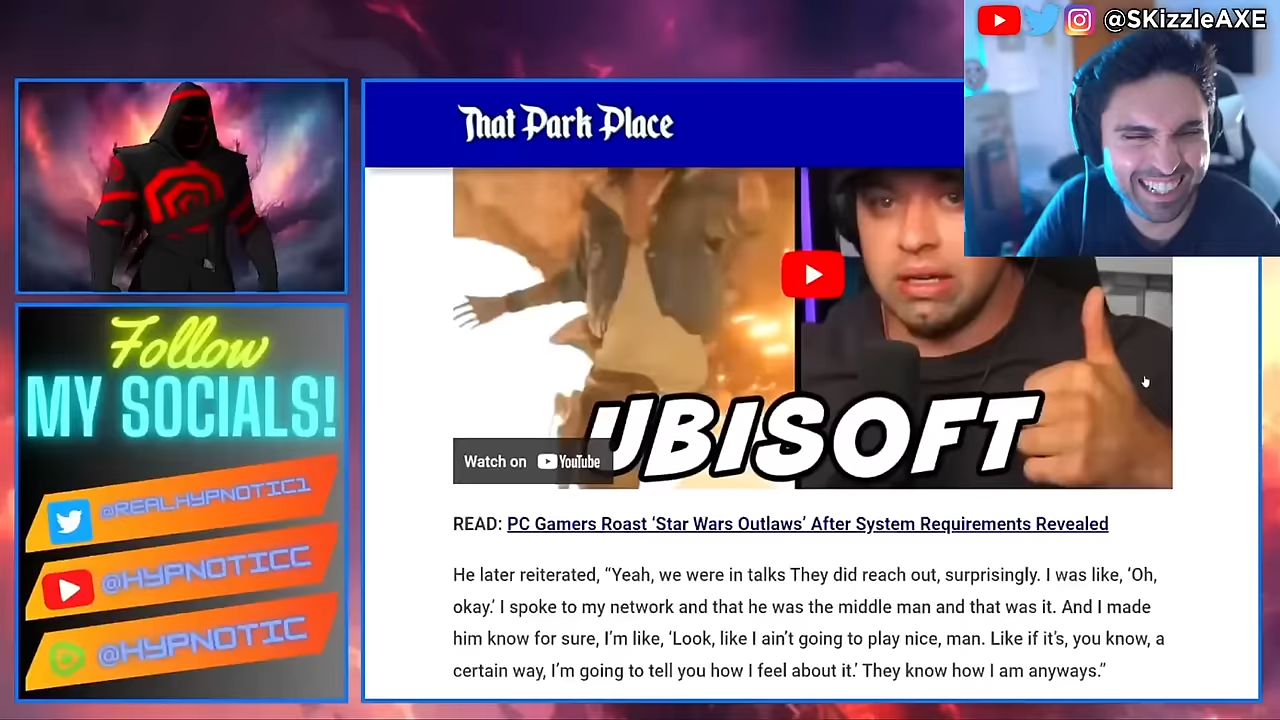 @SKizzleAXE
That Park Place
UBISOFT
Watch on YouTube
Follow
MY SOCIALS!
@REALHYPNOTIC1
@HYPNOTICC
@HYPNOTIC
READ: PC Gamers Roast ‘Star Wars Outlaws’ After System Requirements Revealed
He later reiterated, “Yeah, we were in talks They did reach out, surprisingly. I was like, ‘Oh,
okay.’ I spoke to my network and that he was the middle man and that was it. And I made
him know for sure, I’m like, ‘Look, like I ain’t going to play nice, man. Like if it’s, you know, a
certain way, I’m going to tell you how I feel about it.’ They know how I am anyways.”